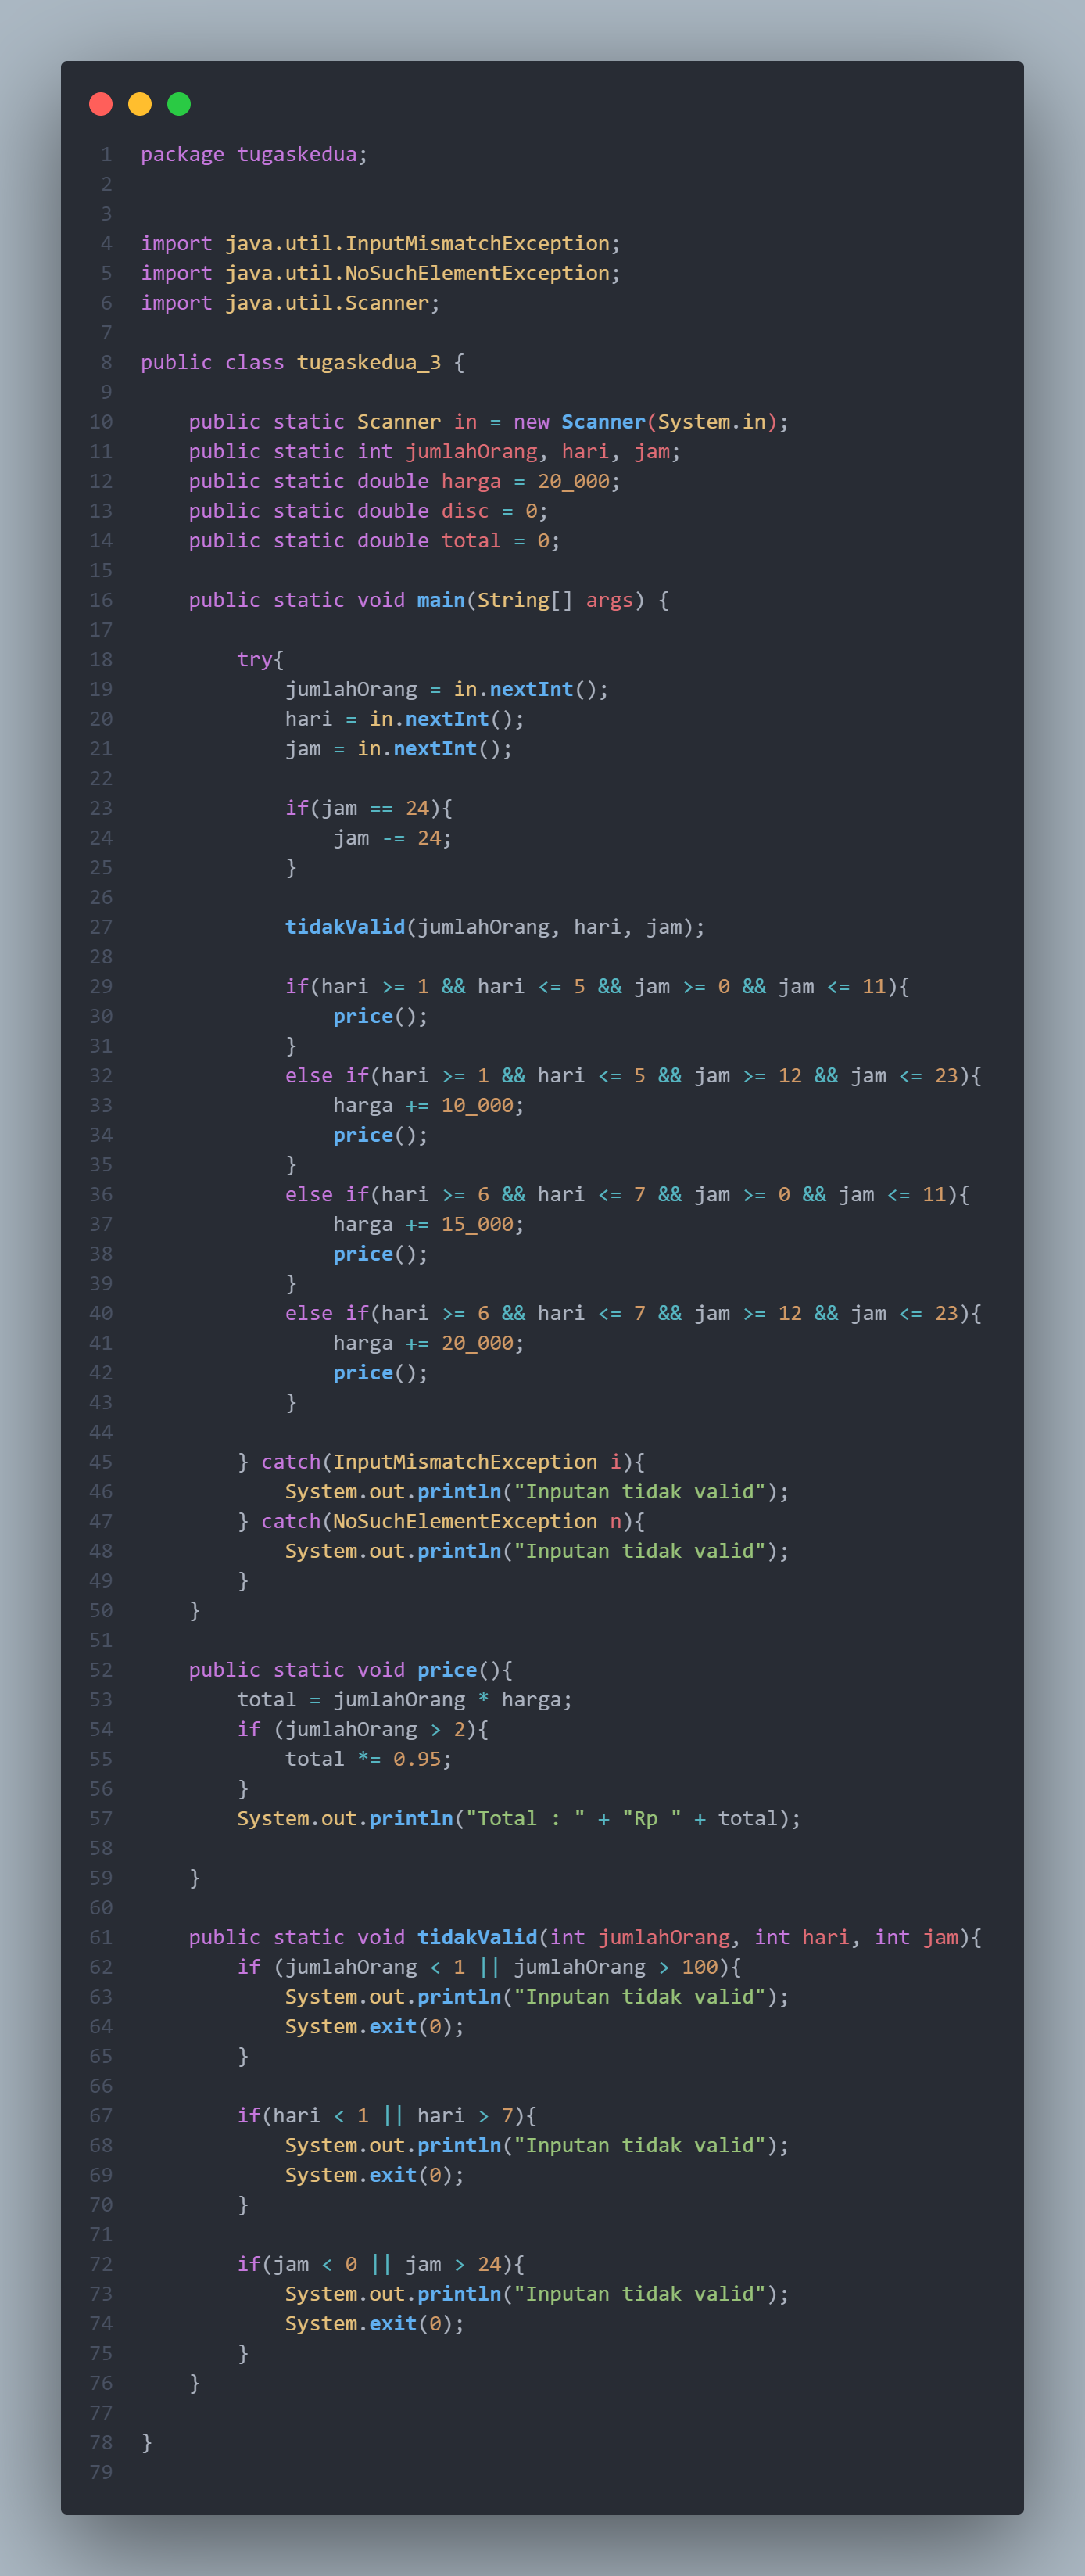 1 package tugaskedua;
2
3
4 import java.util.InputMismatchException;
5 import java.util.NoSuchElementException;
6 import java.util.Scanner;
7
8 public class tugaskedua_3 {
9
10     public static Scanner in = new Scanner(System.in);
11     public static int jumlahOrang, hari, jam;
12     public static double harga = 20_000;
13     public static double disc = 0;
14     public static double total = 0;
15
16     public static void main(String[] args) {
17
18         try{
19             jumlahOrang = in.nextInt();
20             hari = in.nextInt();
21             jam = in.nextInt();
22
23             if(jam == 24){
24                 jam -= 24;
25             }
26
27             tidakValid(jumlahOrang, hari, jam);
28
29             if(hari >= 1 && hari <= 5 && jam >= 0 && jam <= 11){
30                 price();
31             }
32             else if(hari >= 1 && hari <= 5 && jam >= 12 && jam <= 23){
33                 harga += 10_000;
34                 price();
35             }
36             else if(hari >= 6 && hari <= 7 && jam >= 0 && jam <= 11){
37                 harga += 15_000;
38                 price();
39             }
40             else if(hari >= 6 && hari <= 7 && jam >= 12 && jam <= 23){
41                 harga += 20_000;
42                 price();
43             }
44
45         } catch(InputMismatchException i){
46             System.out.println("Inputan tidak valid");
47         } catch(NoSuchElementException n){
48             System.out.println("Inputan tidak valid");
49         }
50     }
51
52     public static void price(){
53         total = jumlahOrang * harga;
54         if (jumlahOrang > 2){
55             total *= 0.95;
56         }
57         System.out.println("Total : " + "Rp " + total);
58
59     }
60
61     public static void tidakValid(int jumlahOrang, int hari, int jam){
62         if (jumlahOrang < 1 || jumlahOrang > 100){
63             System.out.println("Inputan tidak valid");
64             System.exit(0);
65         }
66
67         if(hari < 1 || hari > 7){
68             System.out.println("Inputan tidak valid");
69             System.exit(0);
70         }
71
72         if(jam < 0 || jam > 24){
73             System.out.println("Inputan tidak valid");
74             System.exit(0);
75         }
76     }
77
78 }
79